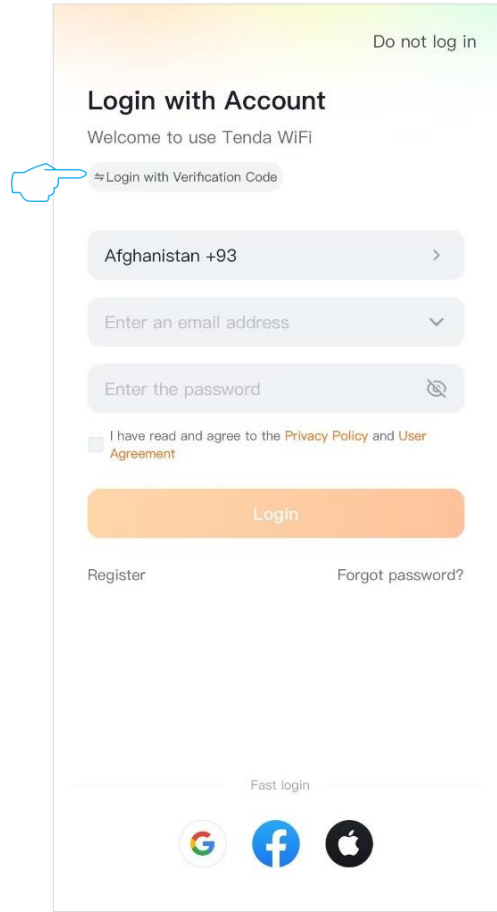 Do not log in
Login with Account
Welcome to use Tenda WiFi
⇋Login with Verification Code
Afghanistan +93
Enter an email address
Enter the password
I have read and agree to the Privacy Policy and User
Agreement
Login
Register Forgot password?
Fast login